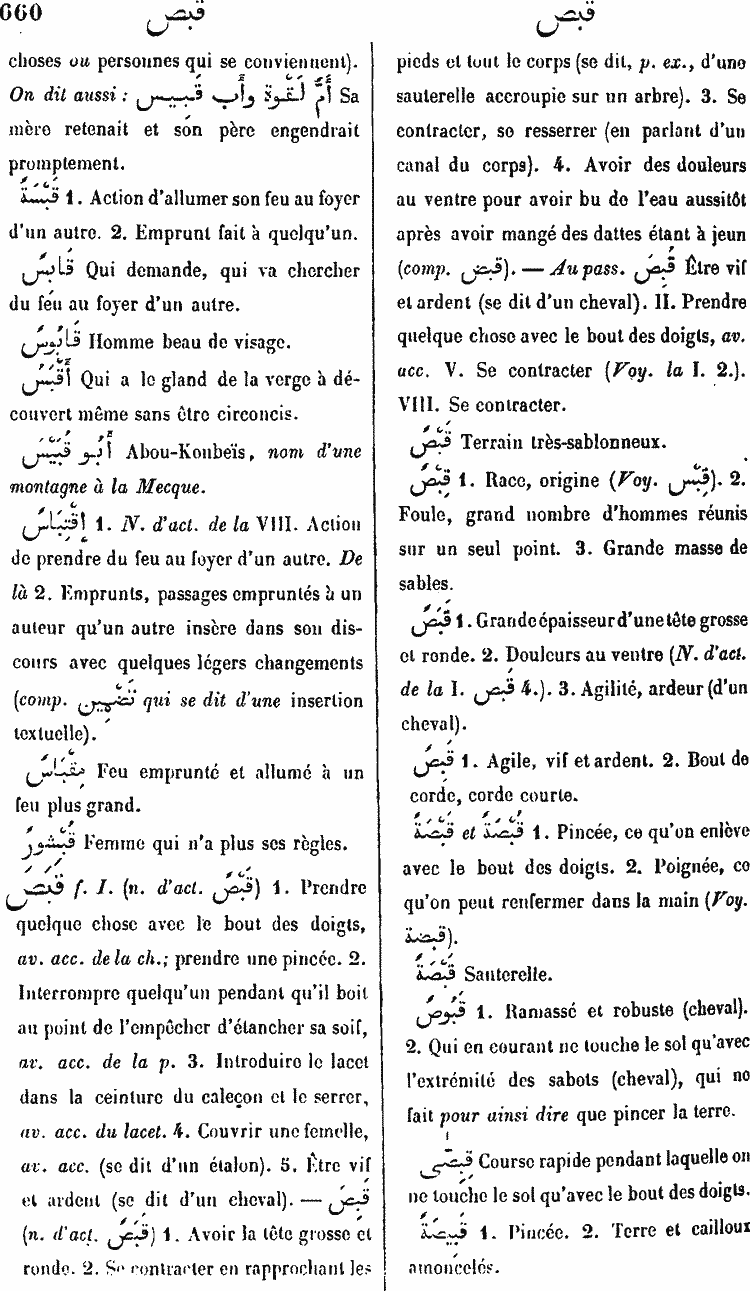 660 قبص قبص
choses ou personnes qui se conviennent).
On dit aussi : أُمٌّ لَقْوَة وأَب قَبِيس Sa
mère retenait et son père engendrait
promptement.
قَبْسَةٌ 1. Action d'allumer son feu au foyer
d'un autre. 2. Emprunt fait à quelqu'un.
قَابِسٌ Qui demande, qui va chercher
du feu au foyer d'un autre.
قَابُوسٌ Homme beau de visage.
أَقْبَسُ Qui a le gland de la verge à dé-
couvert même sans être circoncis.
أَبُو قُبَيْسٍ Abou-Konbeïs, nom d'une
montagne à la Mecque.
إِقْتِبَاسٌ 1. N. d'act. de la VIII. Action
de prendre du feu au foyer d'un autre. De
là 2. Emprunts, passages empruntés à un
auteur qu'un autre insère dans son dis-
cours avec quelques légers changements
(comp. تَضْمِين qui se dit d'une insertion
textuelle).
مِقْبَاسٌ Feu emprunté et allumé à un
feu plus grand.
قَبْشُورٌ Femme qui n'a plus ses règles.
قَبَصَ f. I. (n. d'act. قَبْصٌ) 1. Prendre
quelque chose avec le bout des doigts,
av. acc. de la ch.; prendre une pincée. 2.
Interrompre quelqu'un pendant qu'il boit
au point de l'empêcher d'étancher sa soif,
av. acc. de la p. 3. Introduire le lacet
dans la ceinture du caleçon et le serrer,
av. acc. du lacet. 4. Couvrir une femelle,
av. acc. (se dit d'un étalon). 5. Être vif
et ardent (se dit d'un cheval). — قَبِصَ
(n. d'act. قَبَصٌ) 1. Avoir la tête grosse et
ronde. 2. Se contracter en rapprochant les
pieds et tout le corps (se dit, p. ex., d'une
sauterelle accroupie sur un arbre). 3. Se
contracter, se resserrer (en parlant d'un
canal du corps). 4. Avoir des douleurs
au ventre pour avoir bu de l'eau aussitôt
après avoir mangé des dattes étant à jeun
(comp. قبض). — Au pass. قُبِصَ Être vif
et ardent (se dit d'un cheval). II. Prendre
quelque chose avec le bout des doigts, av.
acc. V. Se contracter (Voy. la I. 2.).
VIII. Se contracter.
قَبْصٌ Terrain très-sablonneux.
قِبْصٌ 1. Race, origine (Voy. قِبْس). 2.
Foule, grand nombre d'hommes réunis
sur un seul point. 3. Grande masse de
sables.
قَبَصٌ 1. Grande épaisseur d'une tête grosse
et ronde. 2. Douleurs au ventre (N. d'act.
de la I. قبص 4.). 3. Agilité, ardeur (d'un
cheval).
قَبِصٌ 1. Agile, vif et ardent. 2. Bout de
corde, corde courte.
قَبْصَةٌ et قُبْصَةٌ 1. Pincée, ce qu'on enlève
avec le bout des doigts. 2. Poignée, ce
qu'on peut renfermer dans la main (Voy.
قبضة).
قَبَصَةٌ Sauterelle.
قَبُوصٌ 1. Ramassé et robuste (cheval).
2. Qui en courant ne touche le sol qu'avec
l'extrémité des sabots (cheval), qui ne
fait pour ainsi dire que pincer la terre.
قِبِصَّى Course rapide pendant laquelle on
ne touche le sol qu'avec le bout des doigts.
قَبِيصَةٌ 1. Pincée. 2. Terre et cailloux
amoncelés.